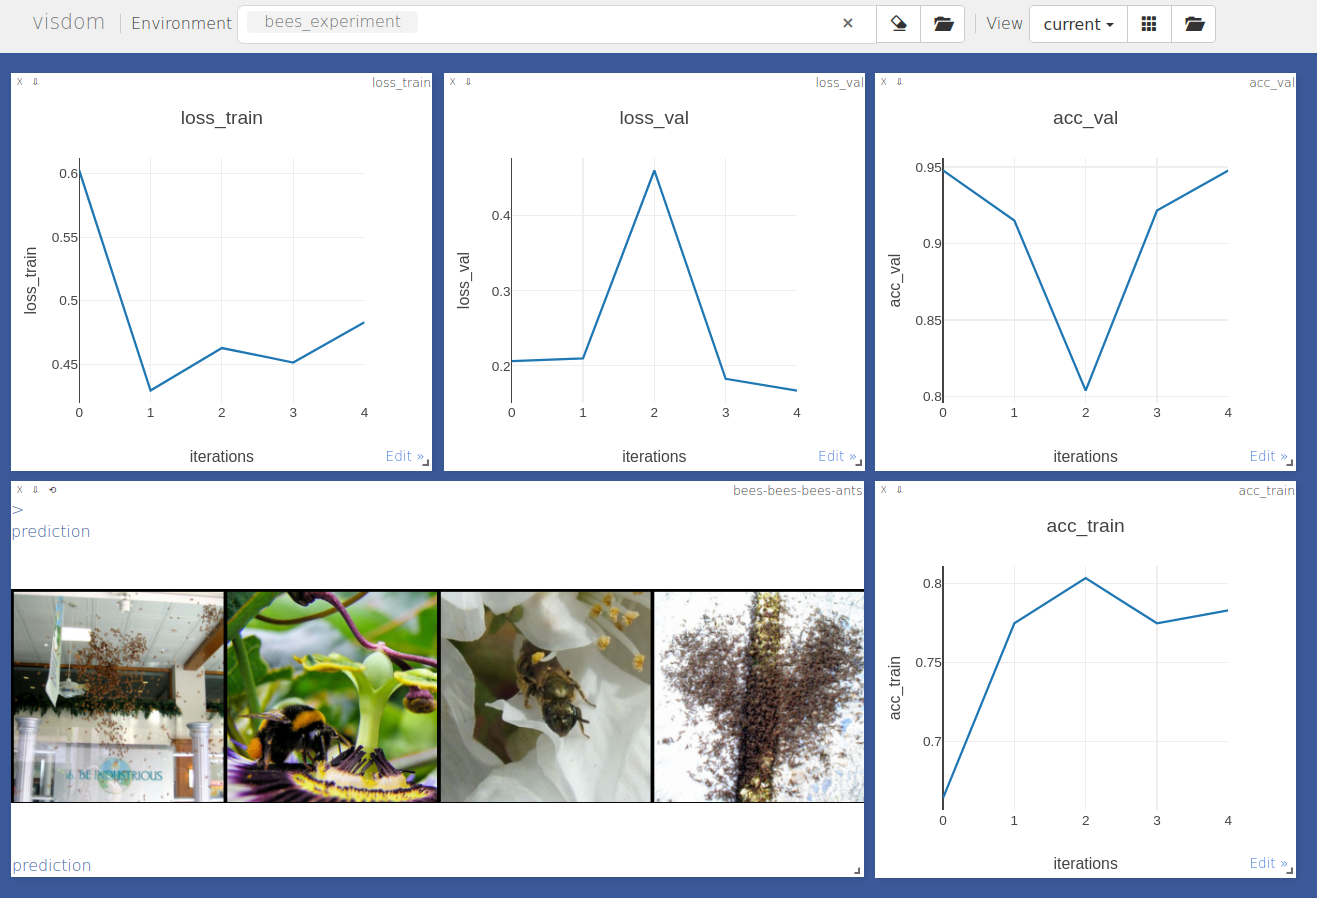 visdom Environment bees_experiment × View current
X ⇩ loss_train
loss_train
0.6
0.55
0.5
0.45
loss_train
0 1 2 3 4
iterations
Edit »
X ⇩ loss_val
loss_val
0.4
0.3
0.2
loss_val
0 1 2 3 4
iterations
Edit »
X ⇩ acc_val
acc_val
0.95
0.9
0.85
0.8
acc_val
0 1 2 3 4
iterations
Edit »
X ⇩ ⟲ bees-bees-bees-ants
>
prediction
BE INDUSTRIOUS
prediction
X ⇩ acc_train
acc_train
0.8
0.75
0.7
acc_train
0 1 2 3 4
iterations
Edit »